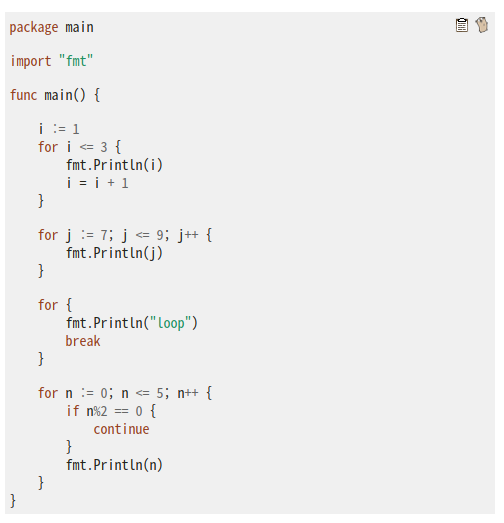 package main
import "fmt"
func main() {
    i := 1
    for i <= 3 {
        fmt.Println(i)
        i = i + 1
    }
    for j := 7; j <= 9; j++ {
        fmt.Println(j)
    }
    for {
        fmt.Println("loop")
        break
    }
    for n := 0; n <= 5; n++ {
        if n%2 == 0 {
            continue
        }
        fmt.Println(n)
    }
}